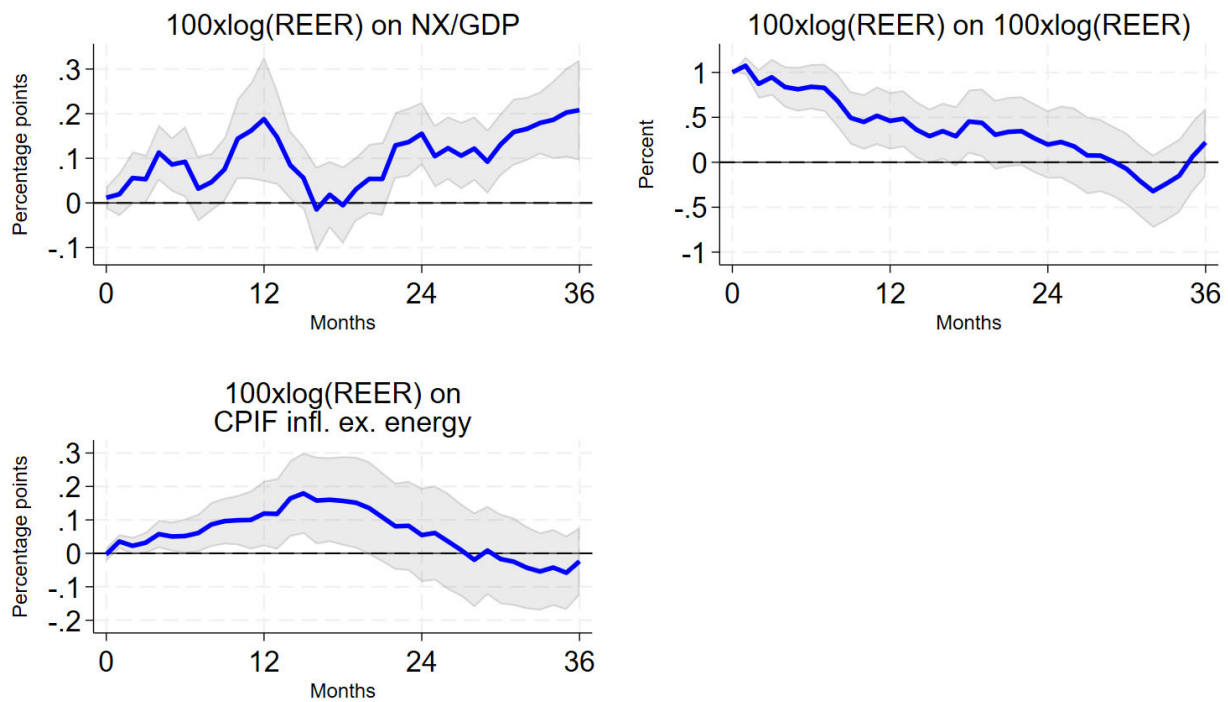 100xlog(REER) on NX/GDP
Percentage points
.3
.2
.1
0
-.1
0 12 24 36
Months
100xlog(REER) on 100xlog(REER)
Percent
1
.5
0
-.5
-1
0 12 24 36
Months
100xlog(REER) on
CPIF infl. ex. energy
Percentage points
.3
.2
.1
0
-.1
-.2
0 12 24 36
Months